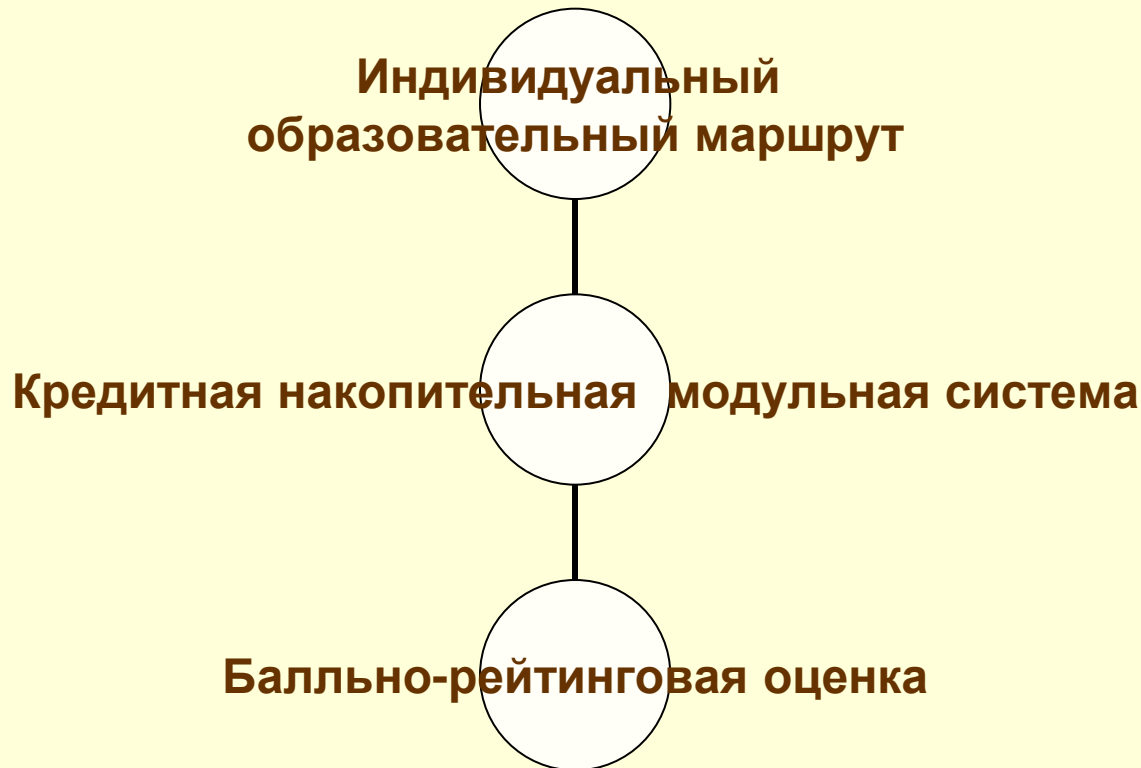 Индивидуальный
образовательный маршрут
Кредитная накопительная модульная система
Балльно-рейтинговая оценка